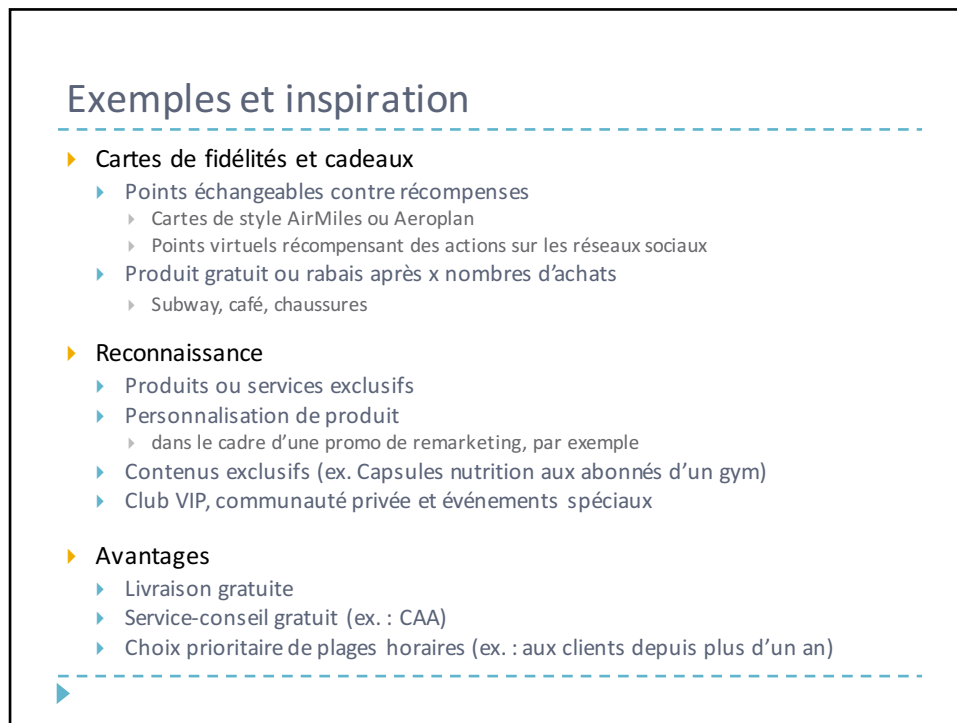 Exemples et inspiration
Cartes de fidélités et cadeaux
Points échangeables contre récompenses
Cartes de style AirMiles ou Aeroplan
Points virtuels récompensant des actions sur les réseaux sociaux
Produit gratuit ou rabais après x nombres d’achats
Subway, café, chaussures
Reconnaissance
Produits ou services exclusifs
Personnalisation de produit
dans le cadre d’une promo de remarketing, par exemple
Contenus exclusifs (ex. Capsules nutrition aux abonnés d’un gym)
Club VIP, communauté privée et événements spéciaux
Avantages
Livraison gratuite
Service-conseil gratuit (ex. : CAA)
Choix prioritaire de plages horaires (ex. : aux clients depuis plus d’un an)